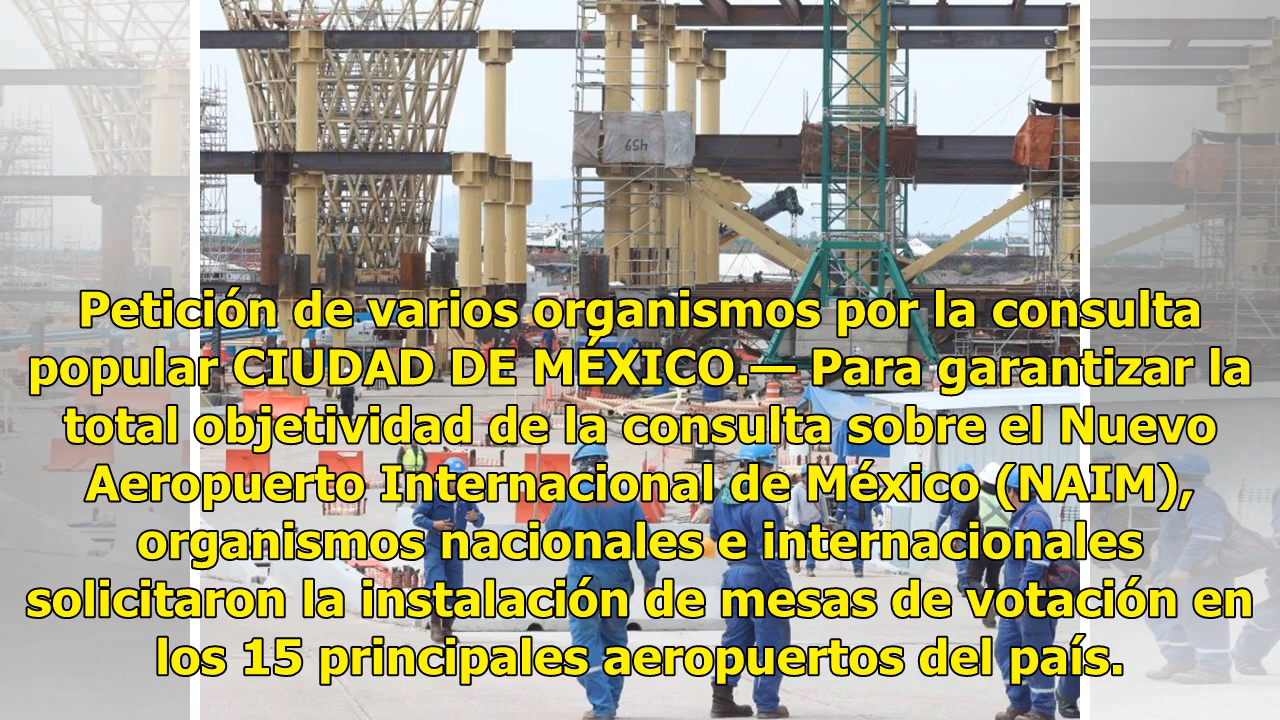 659
Petición de varios organismos por la consulta
popular CIUDAD DE MÉXICO.— Para garantizar la
total objetividad de la consulta sobre el Nuevo
Aeropuerto Internacional de México (NAIM),
organismos nacionales e internacionales
solicitaron la instalación de mesas de votación en
los 15 principales aeropuertos del país.